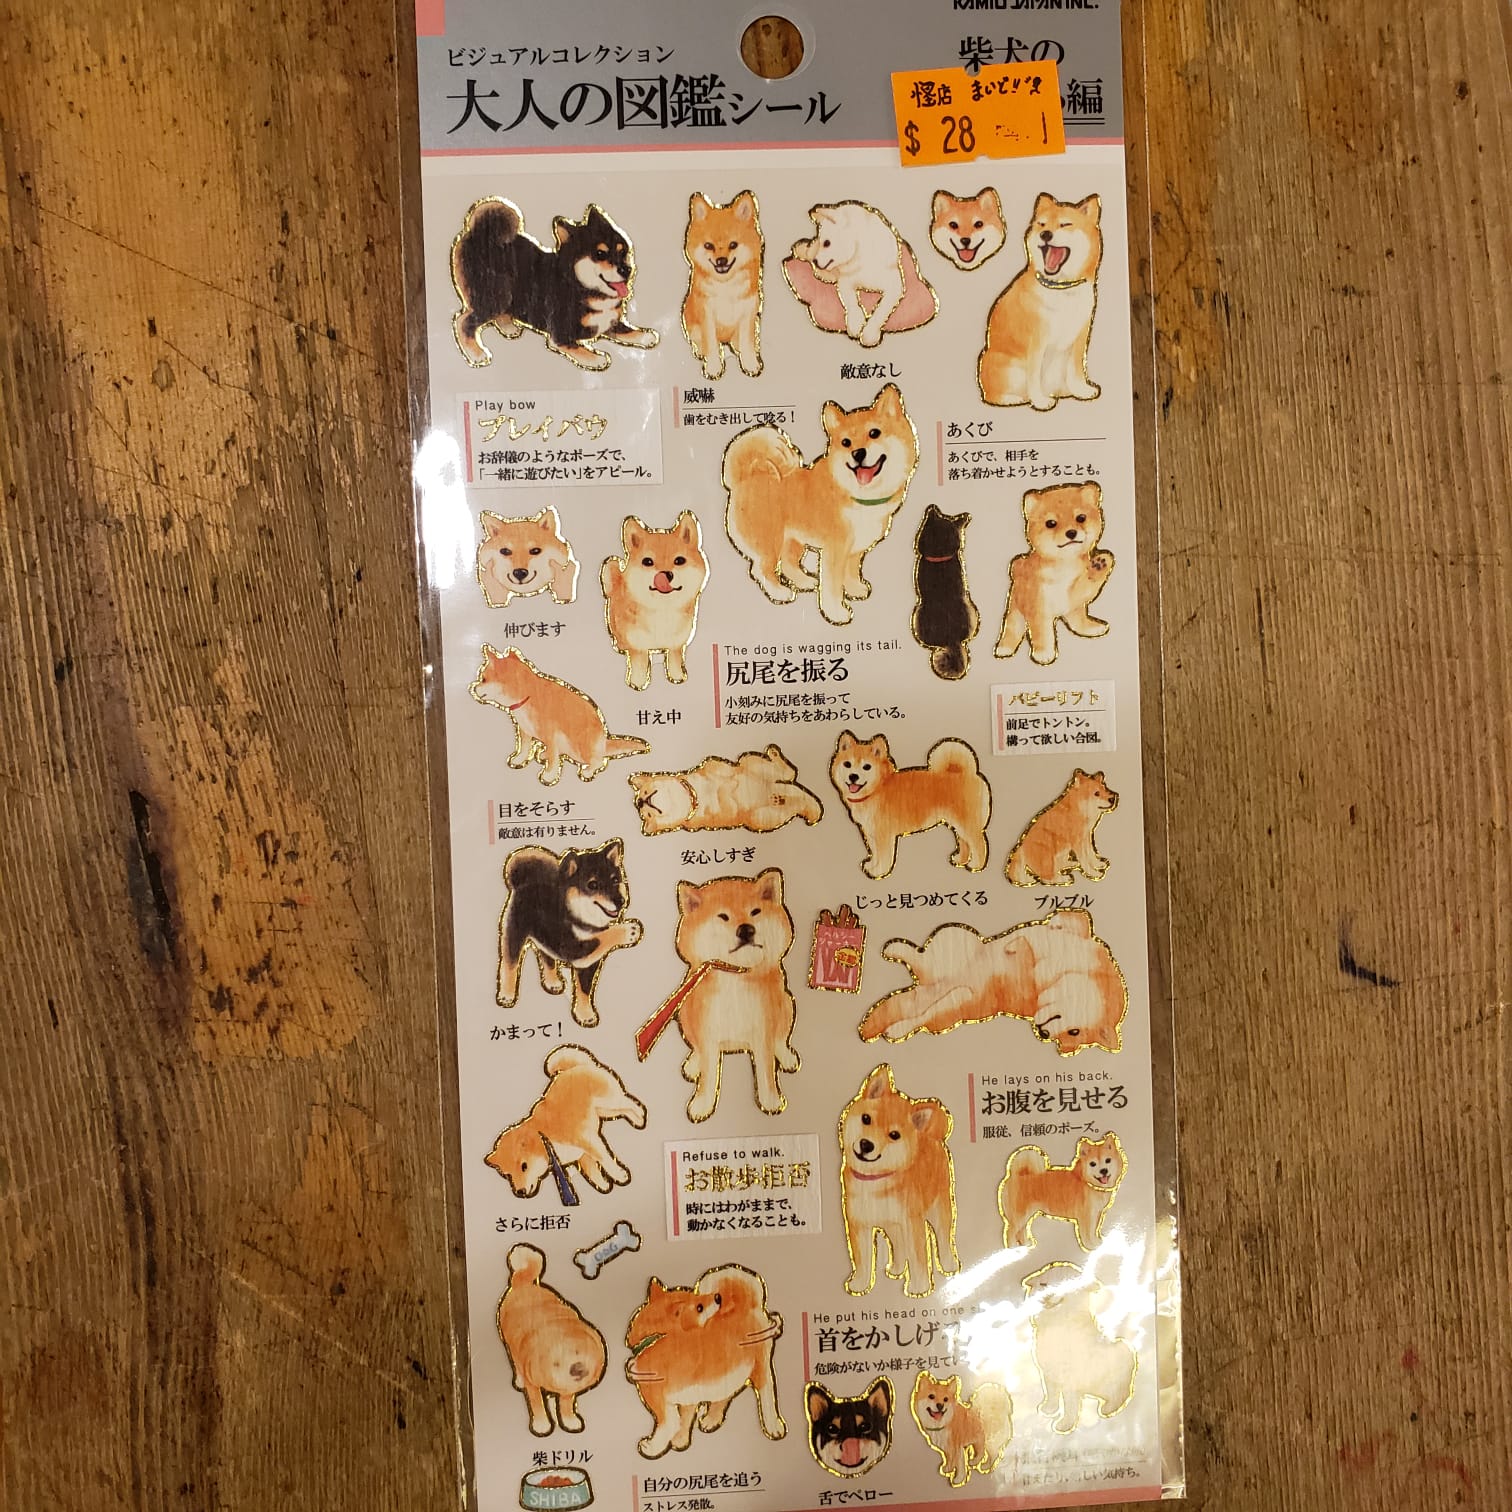 KAMIO JAPAN INC.
ビジュアルコレクション
大人の図鑑シール
柴犬の
編
$ 28
敵意なし
Play bow
プレイバウ
お辞儀のようなポーズで、
「一緒に遊びたい」をアピール。
威嚇
歯をむき出して唸る!
あくび
あくびで、相手を
落ち着かせようとすることも。
伸びます
甘え中
The dog is wagging its tail.
尻尾を振る
小刻みに尻尾を振って
友好の気持ちをあわらしている。
パピーリフト
前足でトントン。
構って欲しい合図。
目をそらす
敵意は有りません。
安心しすぎ
じっと見つめてくる
ブルブル
かまって!
He lays on his back.
お腹を見せる
服従、信頼のポーズ。
Refuse to walk.
お散歩拒否
時にはわがままで、
動かなくなることも。
さらに拒否
DOG
He put his head on one
首をかしげ
危険がないか様子を見て
柴ドリル
SHIBA
自分の尻尾を追う
ストレス発散。
舌でペロー